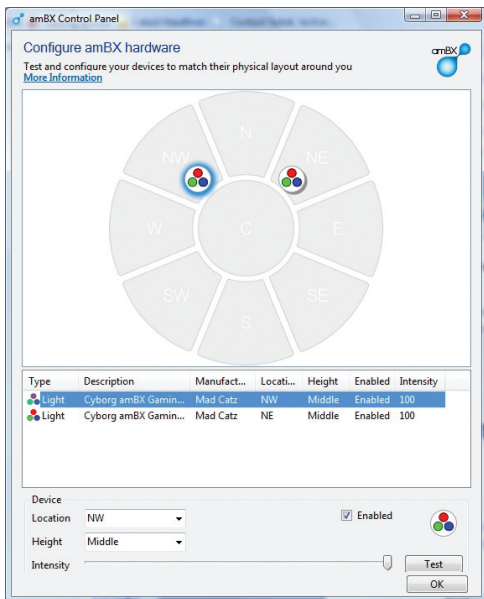 amBX Control Panel
Configure amBX hardware
amBX
Test and configure your devices to match their physical layout around you
More Information
N
NW
NE
W
C
E
SW
SE
S
Type Description Manufact... Locati... Height Enabled Intensity
Light Cyborg amBX Gamin... Mad Catz NW Middle Enabled 100
Light Cyborg amBX Gamin... Mad Catz NE Middle Enabled 100
Device
Location NW Enabled
Height Middle
Intensity Test
OK